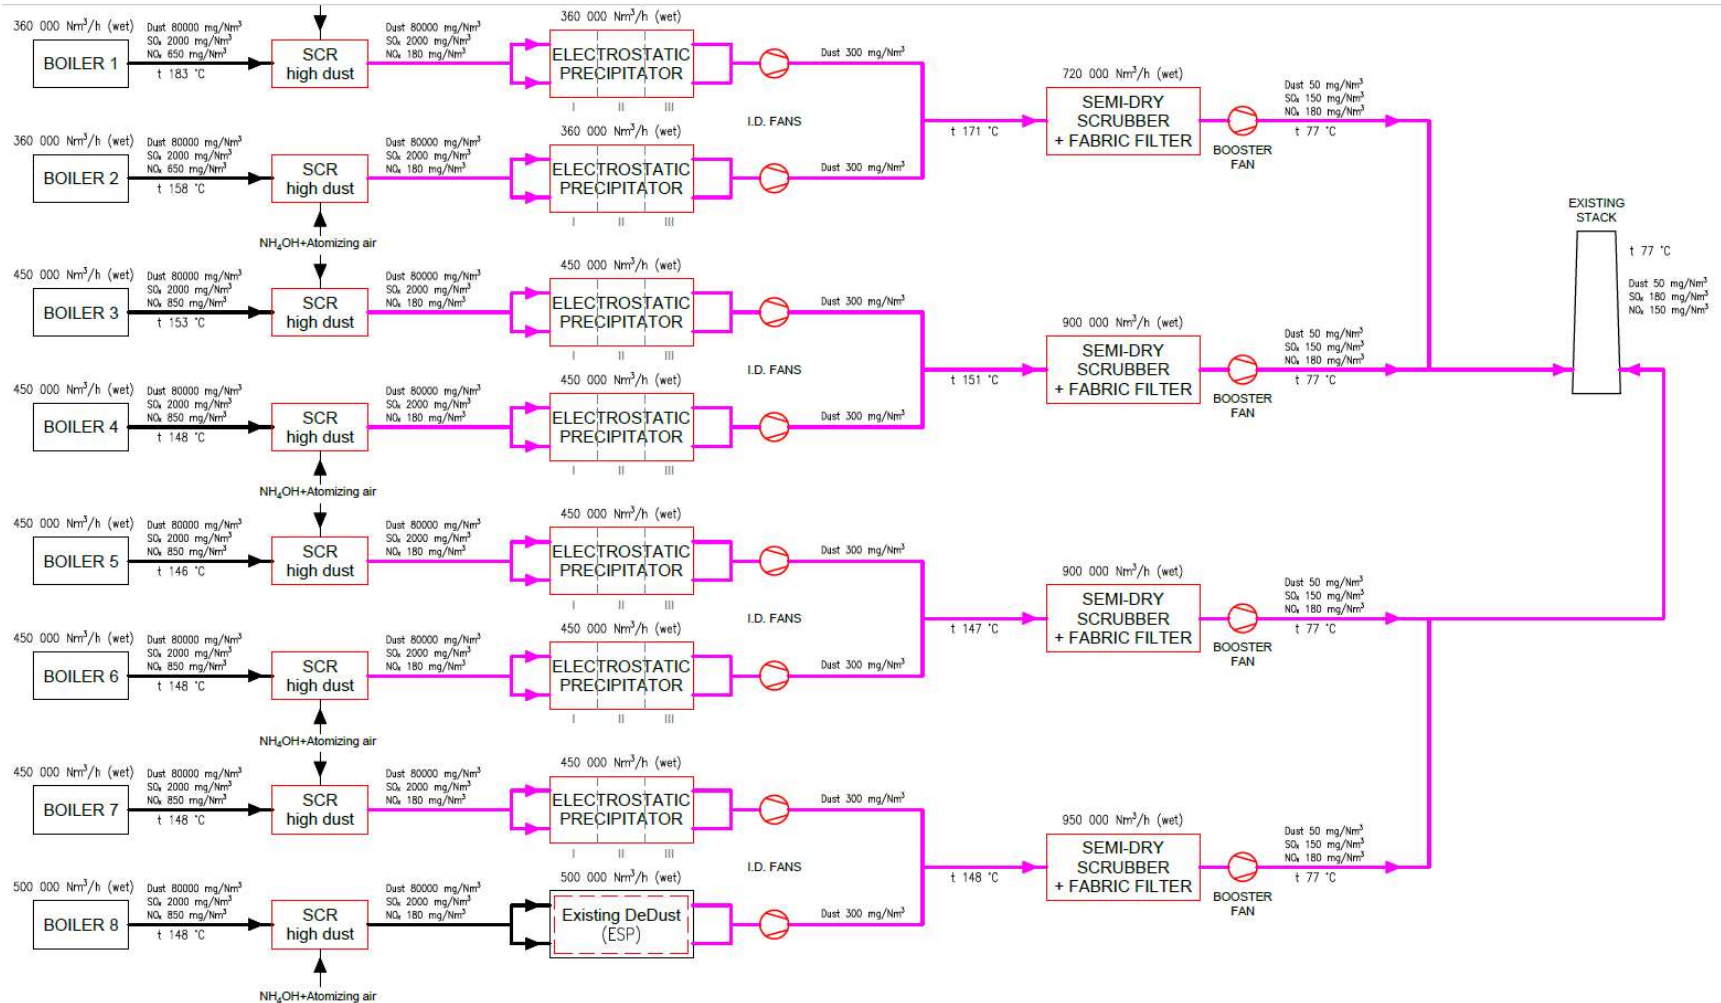 360 000 Nm³/h (wet)
BOILER 1
Dust 80000 mg/Nm³
SOₓ 2000 mg/Nm³
NOₓ 650 mg/Nm³
t 183 °C
SCR
high dust
Dust 80000 mg/Nm³
SOₓ 2000 mg/Nm³
NOₓ 180 mg/Nm³
360 000 Nm³/h (wet)
ELECTROSTATIC
PRECIPITATOR
I II III
Dust 300 mg/Nm³
I.D. FANS
360 000 Nm³/h (wet)
BOILER 2
Dust 80000 mg/Nm³
SOₓ 2000 mg/Nm³
NOₓ 650 mg/Nm³
t 158 °C
SCR
high dust
NH₄OH+Atomizing air
Dust 80000 mg/Nm³
SOₓ 2000 mg/Nm³
NOₓ 180 mg/Nm³
360 000 Nm³/h (wet)
ELECTROSTATIC
PRECIPITATOR
I II III
Dust 300 mg/Nm³
t 171 °C
720 000 Nm³/h (wet)
SEMI-DRY
SCRUBBER
+ FABRIC FILTER
BOOSTER
FAN
Dust 50 mg/Nm³
SOₓ 150 mg/Nm³
NOₓ 180 mg/Nm³
t 77 °C
450 000 Nm³/h (wet)
BOILER 3
Dust 80000 mg/Nm³
SOₓ 2000 mg/Nm³
NOₓ 850 mg/Nm³
t 153 °C
SCR
high dust
Dust 80000 mg/Nm³
SOₓ 2000 mg/Nm³
NOₓ 180 mg/Nm³
450 000 Nm³/h (wet)
ELECTROSTATIC
PRECIPITATOR
I II III
Dust 300 mg/Nm³
I.D. FANS
450 000 Nm³/h (wet)
BOILER 4
Dust 80000 mg/Nm³
SOₓ 2000 mg/Nm³
NOₓ 850 mg/Nm³
t 148 °C
SCR
high dust
NH₄OH+Atomizing air
Dust 80000 mg/Nm³
SOₓ 2000 mg/Nm³
NOₓ 180 mg/Nm³
450 000 Nm³/h (wet)
ELECTROSTATIC
PRECIPITATOR
I II III
Dust 300 mg/Nm³
t 151 °C
900 000 Nm³/h (wet)
SEMI-DRY
SCRUBBER
+ FABRIC FILTER
BOOSTER
FAN
Dust 50 mg/Nm³
SOₓ 150 mg/Nm³
NOₓ 180 mg/Nm³
t 77 °C
EXISTING
STACK
t 77 °C
Dust 50 mg/Nm³
SOₓ 180 mg/Nm³
NOₓ 150 mg/Nm³
450 000 Nm³/h (wet)
BOILER 5
Dust 80000 mg/Nm³
SOₓ 2000 mg/Nm³
NOₓ 850 mg/Nm³
t 146 °C
SCR
high dust
Dust 80000 mg/Nm³
SOₓ 2000 mg/Nm³
NOₓ 180 mg/Nm³
450 000 Nm³/h (wet)
ELECTROSTATIC
PRECIPITATOR
I II III
Dust 300 mg/Nm³
I.D. FANS
450 000 Nm³/h (wet)
BOILER 6
Dust 80000 mg/Nm³
SOₓ 2000 mg/Nm³
NOₓ 850 mg/Nm³
t 148 °C
SCR
high dust
NH₄OH+Atomizing air
Dust 80000 mg/Nm³
SOₓ 2000 mg/Nm³
NOₓ 180 mg/Nm³
450 000 Nm³/h (wet)
ELECTROSTATIC
PRECIPITATOR
I II III
Dust 300 mg/Nm³
t 147 °C
900 000 Nm³/h (wet)
SEMI-DRY
SCRUBBER
+ FABRIC FILTER
BOOSTER
FAN
Dust 50 mg/Nm³
SOₓ 150 mg/Nm³
NOₓ 180 mg/Nm³
t 77 °C
450 000 Nm³/h (wet)
BOILER 7
Dust 80000 mg/Nm³
SOₓ 2000 mg/Nm³
NOₓ 850 mg/Nm³
t 148 °C
SCR
high dust
Dust 80000 mg/Nm³
SOₓ 2000 mg/Nm³
NOₓ 180 mg/Nm³
450 000 Nm³/h (wet)
ELECTROSTATIC
PRECIPITATOR
I II III
Dust 300 mg/Nm³
I.D. FANS
500 000 Nm³/h (wet)
BOILER 8
Dust 80000 mg/Nm³
SOₓ 2000 mg/Nm³
NOₓ 850 mg/Nm³
t 148 °C
SCR
high dust
NH₄OH+Atomizing air
Dust 80000 mg/Nm³
SOₓ 2000 mg/Nm³
NOₓ 180 mg/Nm³
500 000 Nm³/h (wet)
Existing DeDust
(ESP)
Dust 300 mg/Nm³
t 148 °C
950 000 Nm³/h (wet)
SEMI-DRY
SCRUBBER
+ FABRIC FILTER
BOOSTER
FAN
Dust 50 mg/Nm³
SOₓ 150 mg/Nm³
NOₓ 180 mg/Nm³
t 77 °C